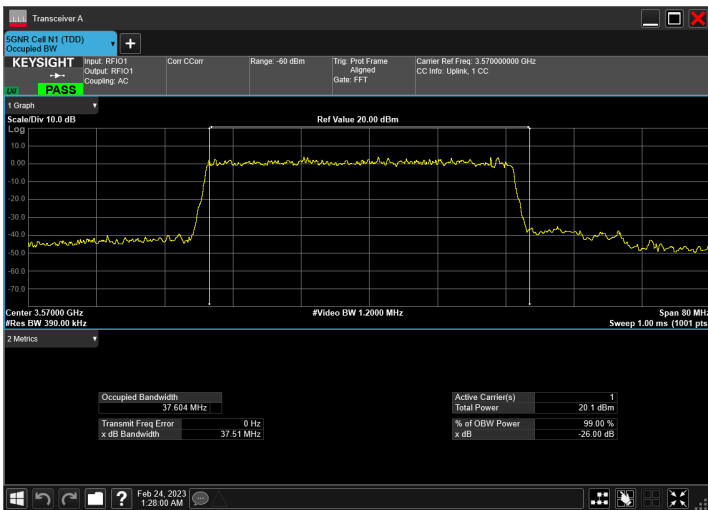 Transceiver A
5GNR Cell N1 (TDD)
Occupied BW
KEYSIGHT
PASS
Input: RFIO1
Output: RFIO1
Coupling: AC
Corr CCorr
Range: -60 dBm
Trig: Prot Frame
Aligned
Gate: FFT
Carrier Ref Freq: 3.570000000 GHz
CC Info: Uplink, 1 CC
1 Graph
Scale/Div 10.0 dB
Ref Value 20.00 dBm
Log
10.0
0.00
-10.0
-20.0
-30.0
-40.0
-50.0
-60.0
-70.0
Center 3.57000 GHz
#Video BW 1.2000 MHz
Span 80 MHz
#Res BW 390.00 kHz
Sweep 1.00 ms (1001 pts
2 Metrics
Occupied Bandwidth
37.604 MHz
Transmit Freq Error 0 Hz
x dB Bandwidth 37.51 MHz
Active Carrier(s) 1
Total Power 20.1 dBm
% of OBW Power 99.00 %
x dB -26.00 dB
Feb 24, 2023
1:28:00 AM